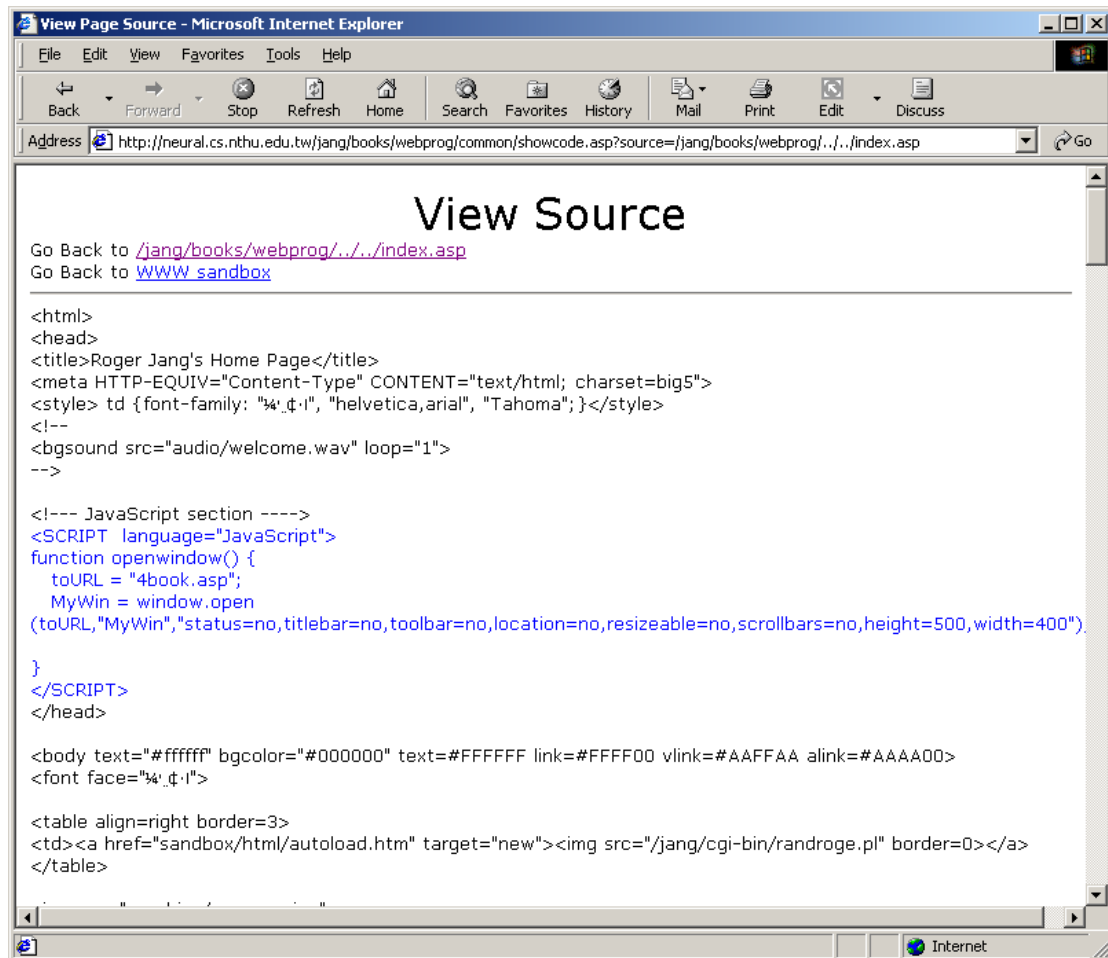 View Page Source - Microsoft Internet Explorer
File Edit View Favorites Tools Help
Back Forward Stop Refresh Home Search Favorites History Mail Print Edit Discuss
Address http://neural.cs.nthu.edu.tw/jang/books/webprog/common/showcode.asp?source=/jang/books/webprog/../../index.asp Go
View Source
Go Back to /jang/books/webprog/../../index.asp
Go Back to WWW sandbox
<html>
<head>
<title>Roger Jang's Home Page</title>
<meta HTTP-EQUIV="Content-Type" CONTENT="text/html; charset=big5">
<style> td {font-family: "", "helvetica,arial", "Tahoma"; }</style>
<!--
<bgsound src="audio/welcome.wav" loop="1">
-->
<!--- JavaScript section ---->
<SCRIPT language="JavaScript">
function openwindow() {
toURL = "4book.asp";
MyWin = window.open
(toURL,"MyWin","status=no,titlebar=no,toolbar=no,location=no,resizeable=no,scrollbars=no,height=500,width=400")
}
</SCRIPT>
</head>
<body text="#ffffff" bgcolor="#000000" text=#FFFFFF link=#FFFF00 vlink=#AAFFAA alink=#AAAA00>
<font face="">
<table align=right border=3>
<td><a href="sandbox/html/autoload.htm" target="new"><img src="/jang/cgi-bin/randroge.pl" border=0></a>
</table>
Internet